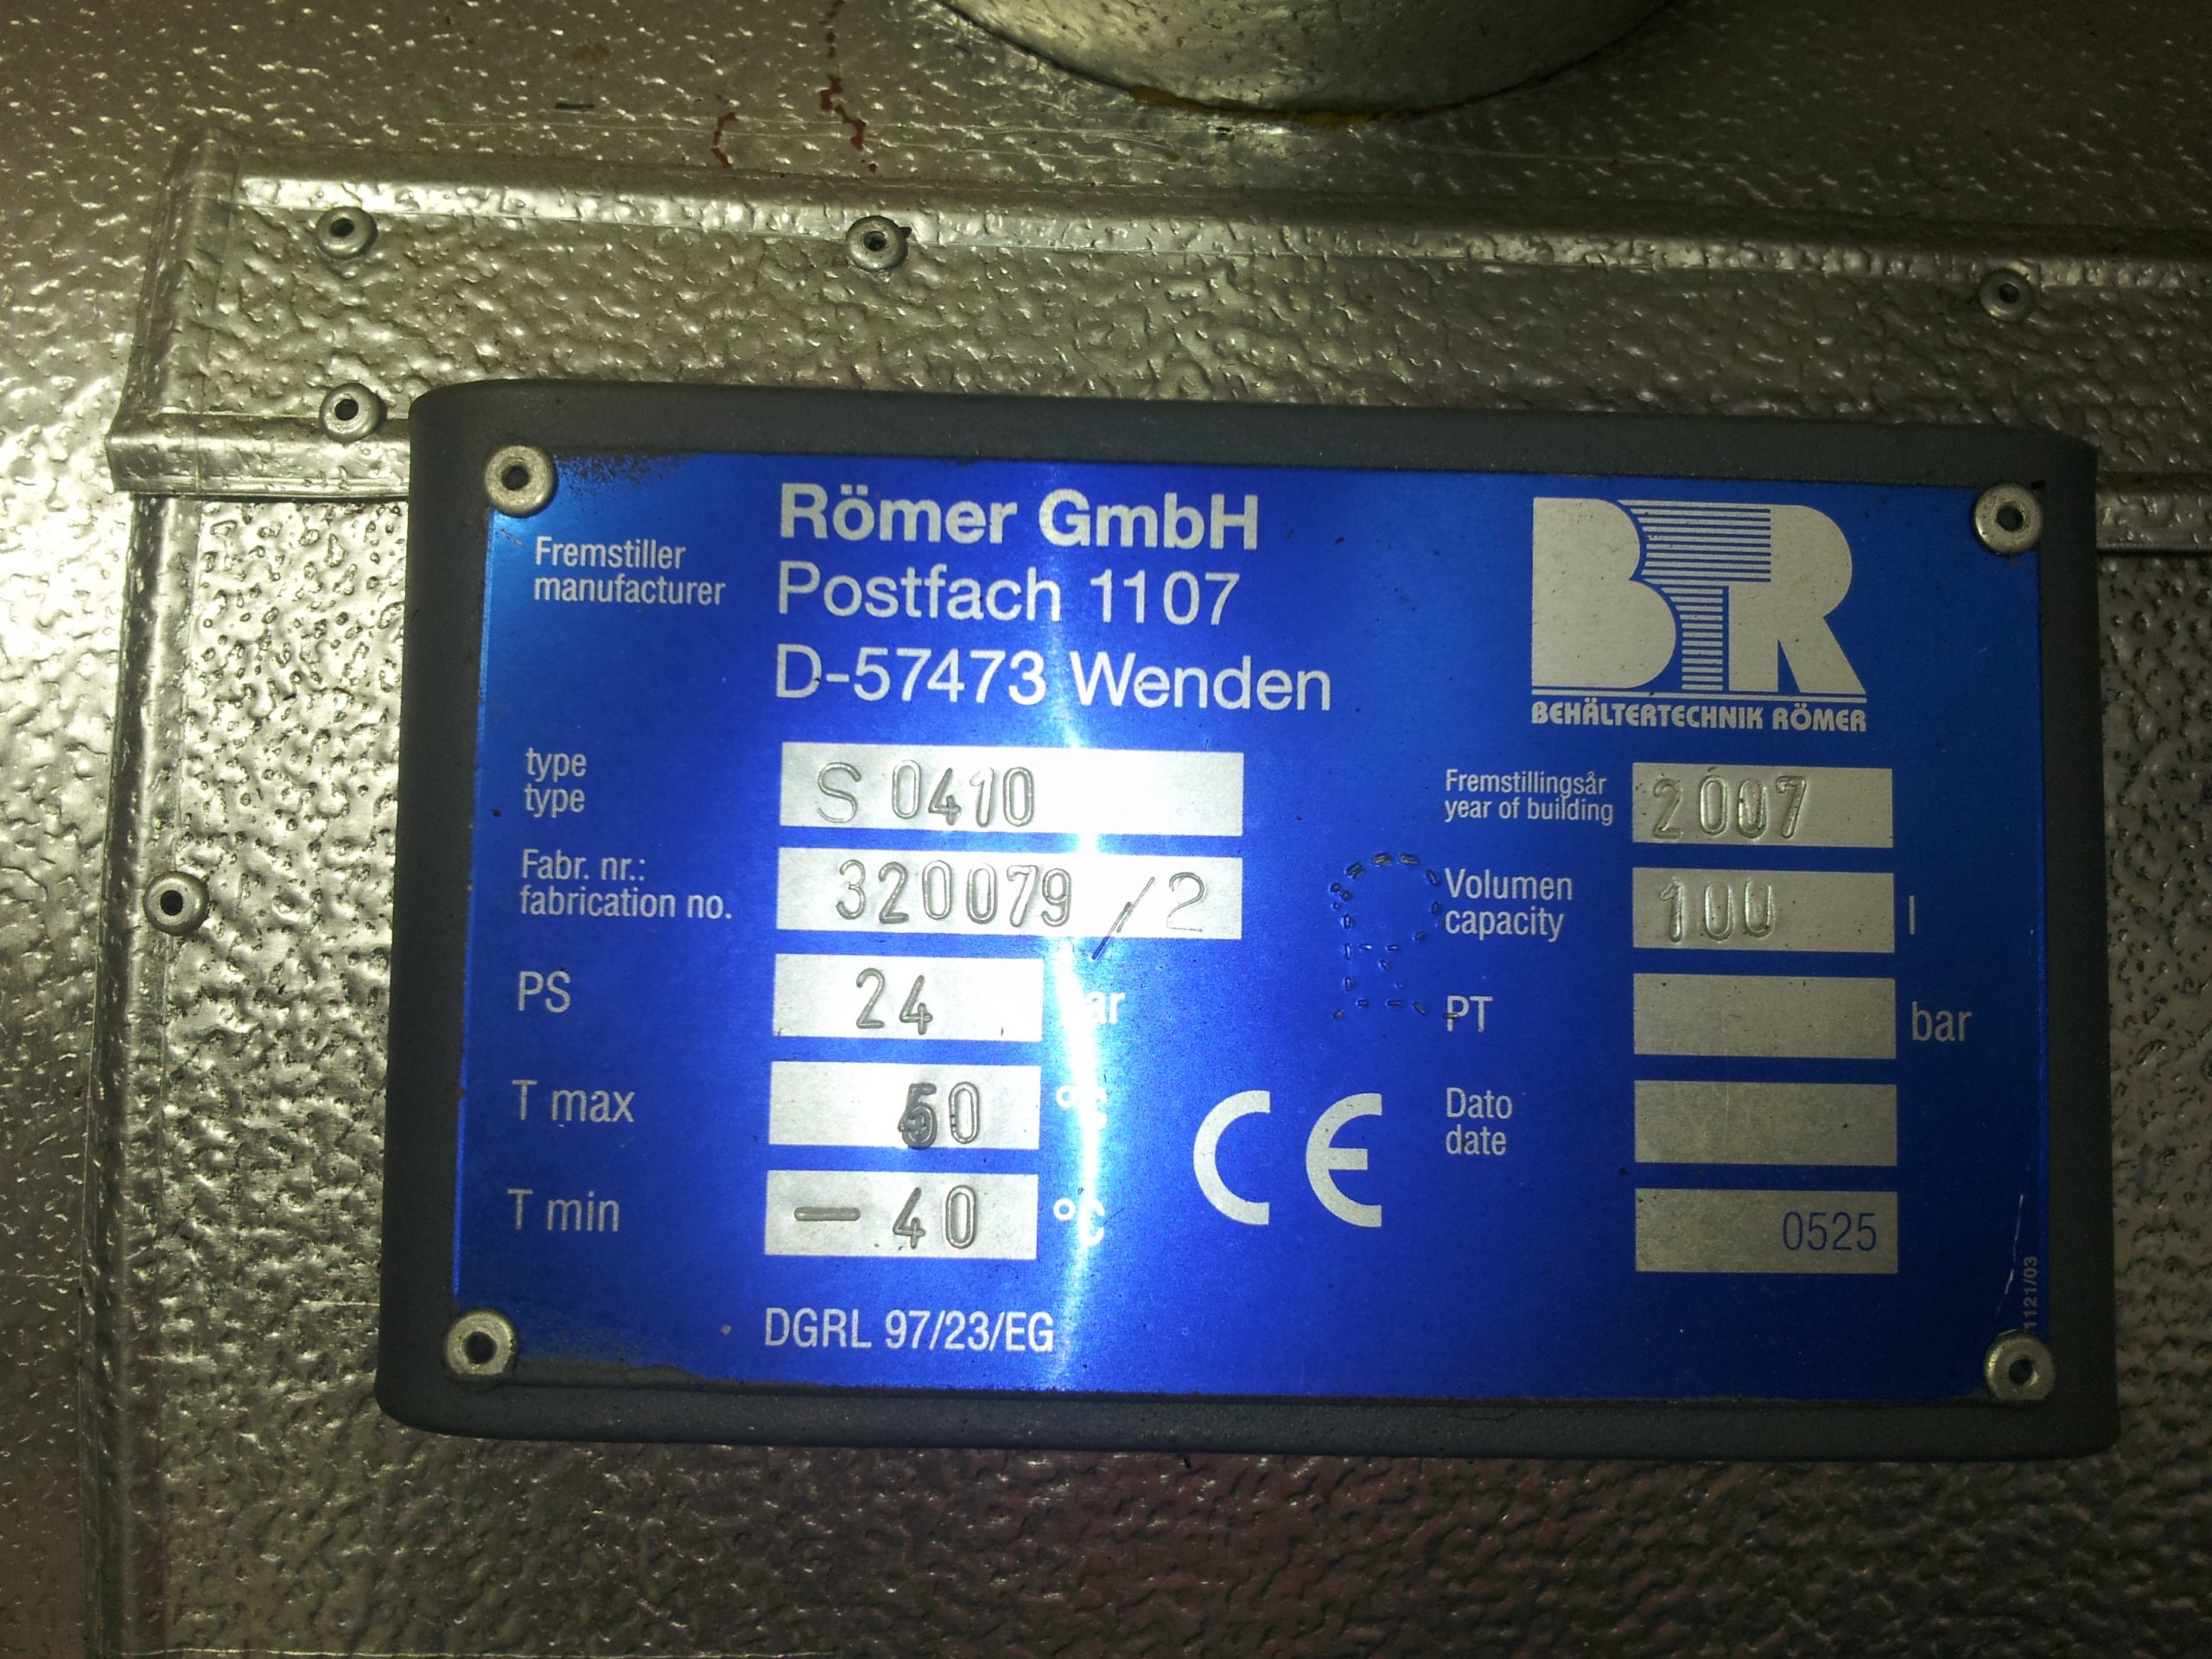 Fremstiller
manufacturer
Römer GmbH
Postfach 1107
D-57473 Wenden
BTR
BEHÄLTERTECHNIK RÖMER
type
type
S 0410
Fabr. nr.:
fabrication no.
320079 /2
PS 24 bar
T max 50 °C
T min - 40 °C
Fremstillingsår
year of building
2007
Volumen
capacity
100 l
R
PT bar
CE
Dato
date
0525
DGRL 97/23/EG
1121/03